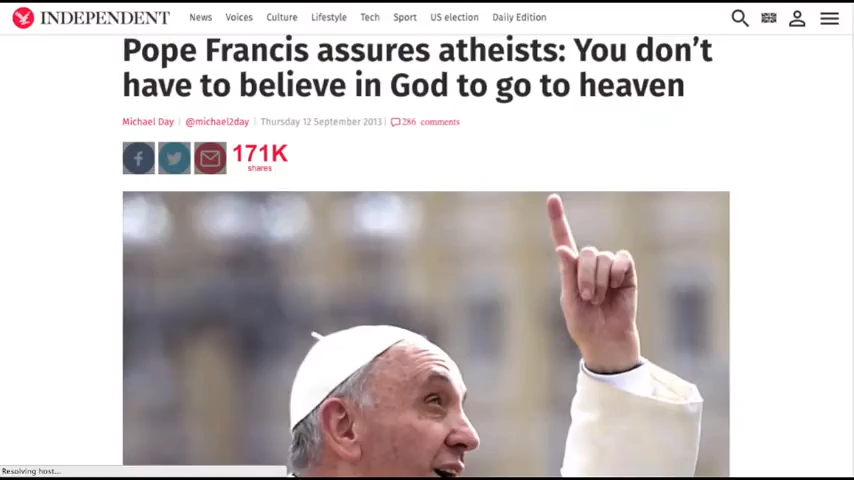 INDEPENDENT News Voices Culture Lifestyle Tech Sport US election Daily Edition
Pope Francis assures atheists: You don't
have to believe in God to go to heaven
Michael Day | @michael2day | Thursday 12 September 2013 | 286 comments
171K
shares
Resolving host...